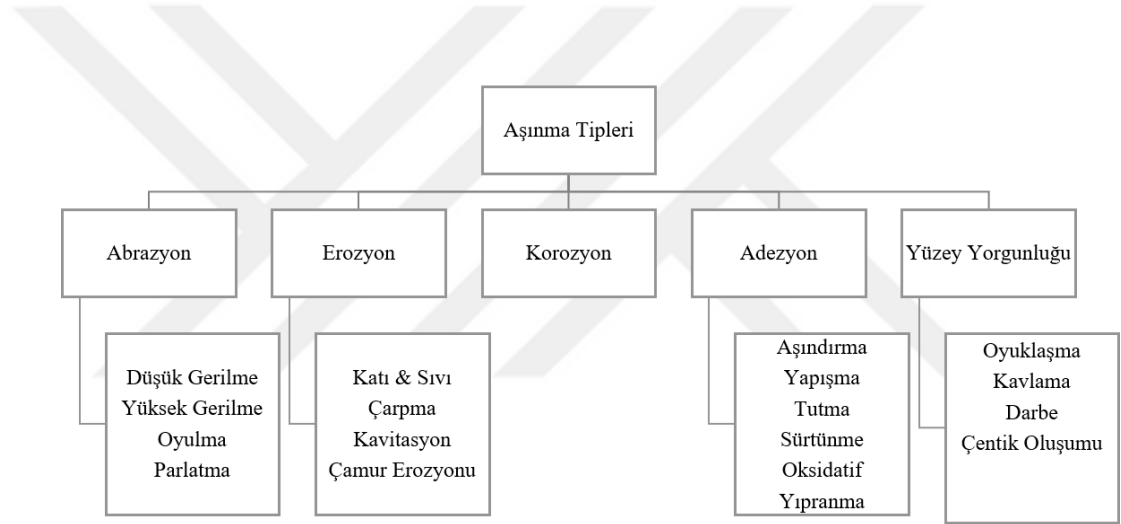 Aşınma Tipleri
Abrazyon
Erozyon
Korozyon
Adezyon
Yüzey Yorgunluğu
Düşük Gerilme
Yüksek Gerilme
Oyulma
Parlatma
Katı & Sıvı
Çarpma
Kavitasyon
Çamur Erozyonu
Aşındırma
Yapışma
Tutma
Sürtünme
Oksidatif
Yıpranma
Oyuklaşma
Kavlama
Darbe
Çentik Oluşumu